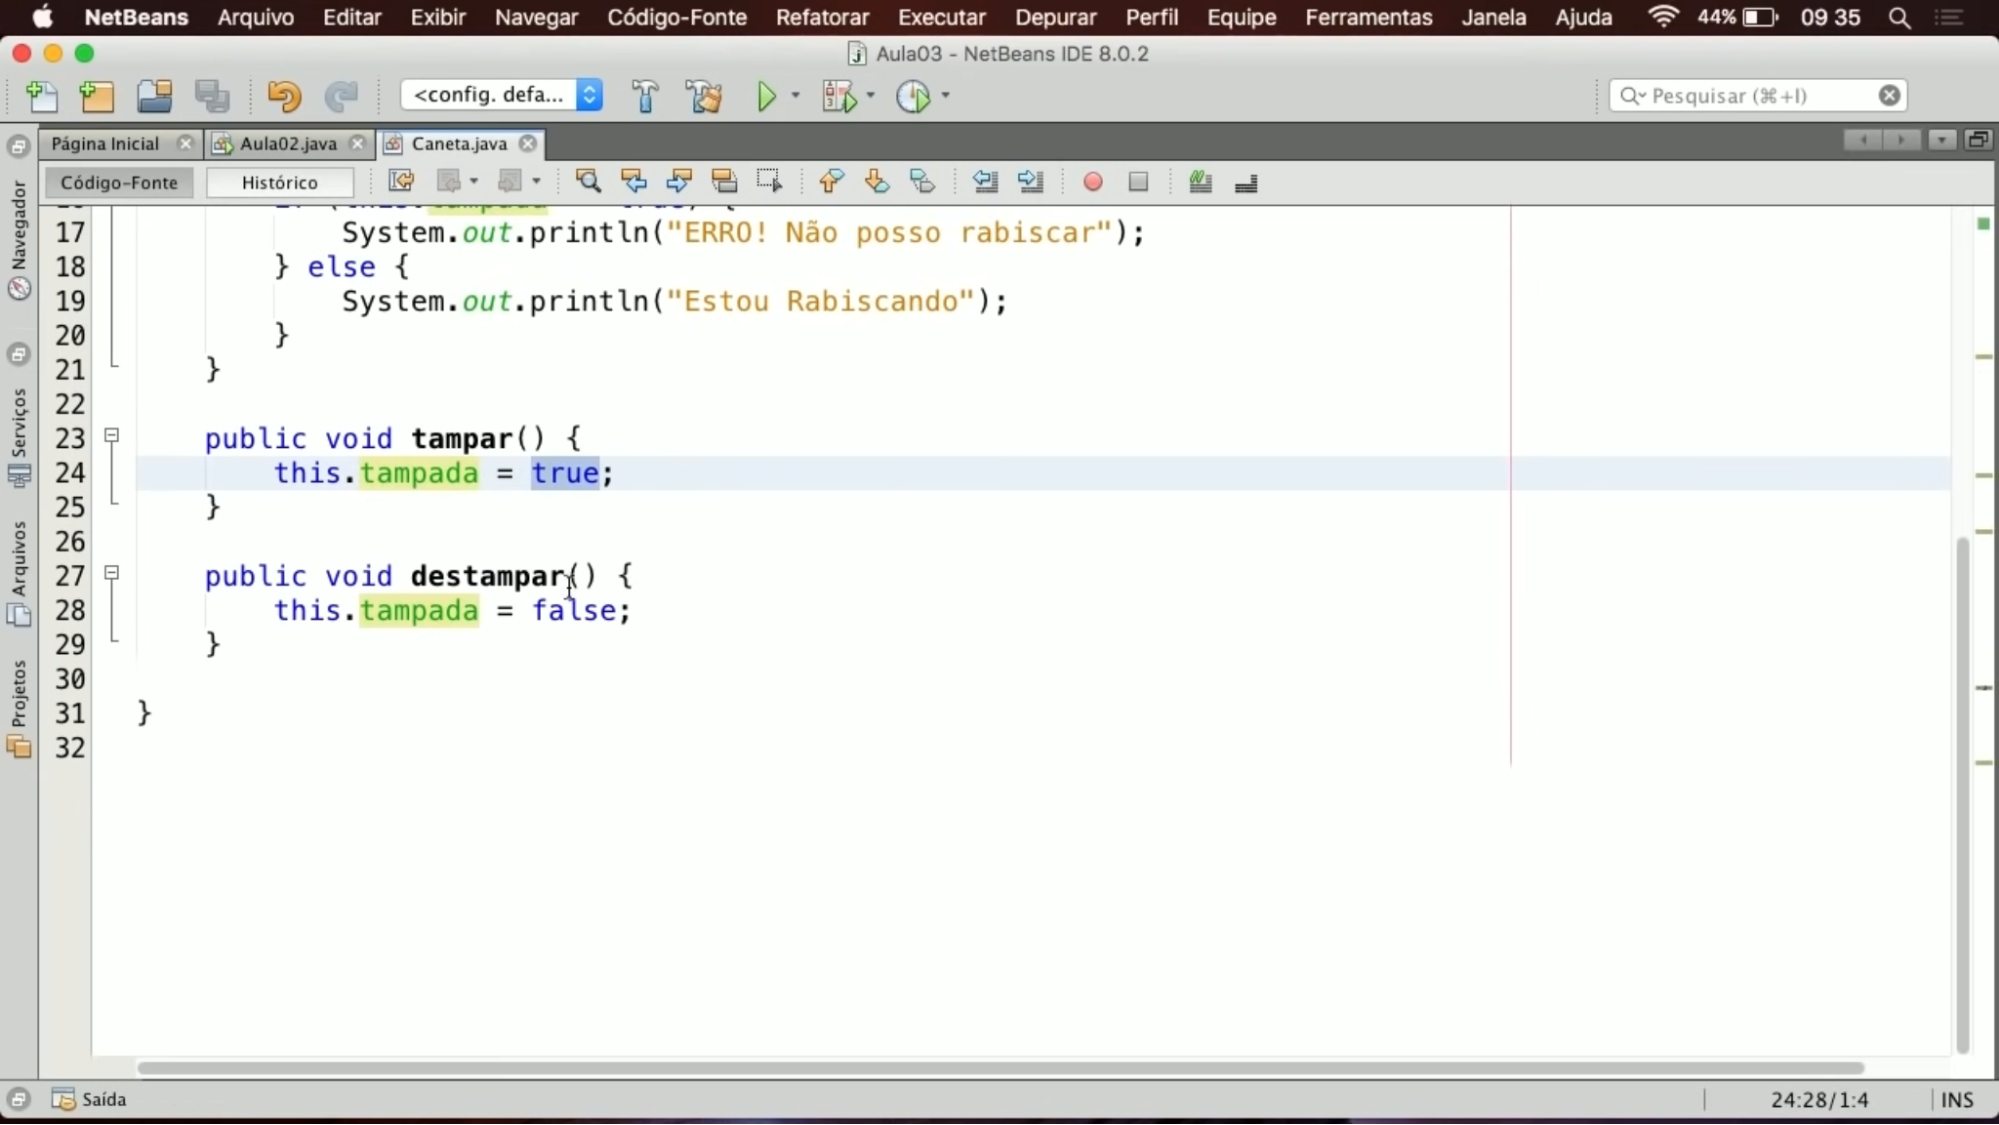 NetBeans Arquivo Editar Exibir Navegar Código-Fonte Refatorar Executar Depurar Perfil Equipe Ferramentas Janela Ajuda 44% 09 35
Aula03 - NetBeans IDE 8.0.2
<config. defa... Pesquisar (⌘+I)
Página Inicial Aula02.java Caneta.java
Código-Fonte Histórico
Navegador
Serviços
Arquivos
Projetos
17 System.out.println("ERRO! Não posso rabiscar");
18 } else {
19 System.out.println("Estou Rabiscando");
20 }
21 }
22
23 public void tampar() {
24 this.tampada = true;
25 }
26
27 public void destampar() {
28 this.tampada = false;
29 }
30
31 }
32
Saída 24:28/1:4 INS